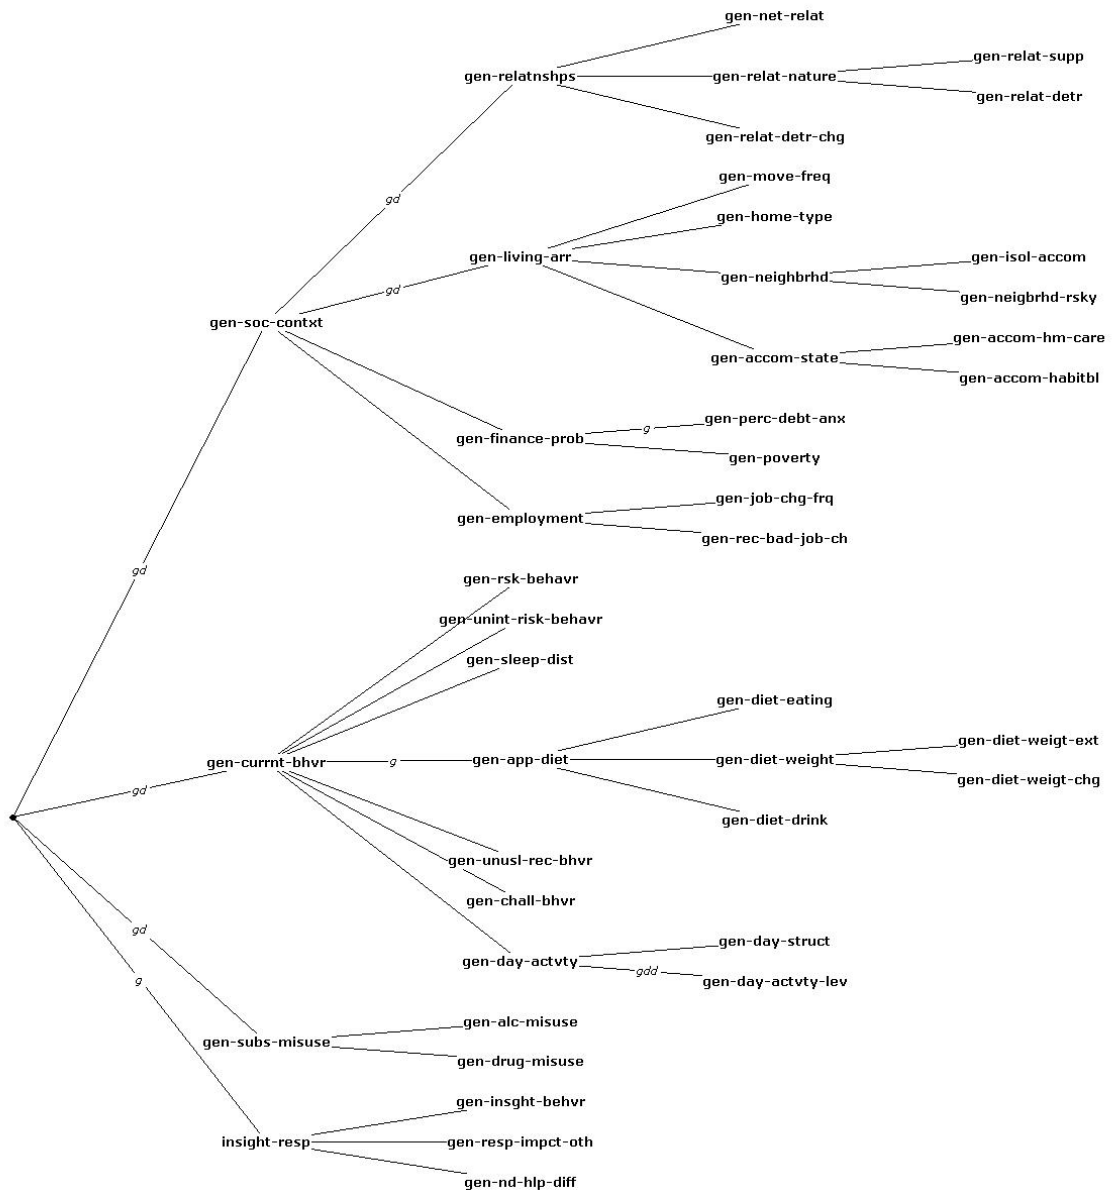 gen-net-relat
gen-relat-supp
gen-relatnshps
gen-relat-nature
gen-relat-detr
gen-relat-detr-chg
gen-move-freq
gd
gen-home-type
gen-living-arr
gen-isol-accom
gen-neighbrhd
gd
gen-neigbrhd-rsky
gen-soc-contxt
gen-accom-hm-care
gen-accom-state
gen-accom-habitbl
gen-perc-debt-anx
g
gen-finance-prob
gen-poverty
gen-job-chg-frq
gen-employment
gen-rec-bad-job-ch
gd
gen-rsk-behavr
gen-unint-risk-behavr
gen-sleep-dist
gen-diet-eating
gen-diet-weigt-ext
gen-currnt-bhvr
g
gen-app-diet
gen-diet-weight
gen-diet-weigt-chg
gd
gen-diet-drink
gen-unusl-rec-bhvr
gen-chall-bhvr
gd
gen-day-struct
gen-day-actvty
gdd
gen-day-actvty-lev
g
gen-alc-misuse
gen-subs-misuse
gen-drug-misuse
gen-insght-behvr
insight-resp
gen-resp-impct-oth
gen-nd-hlp-diff